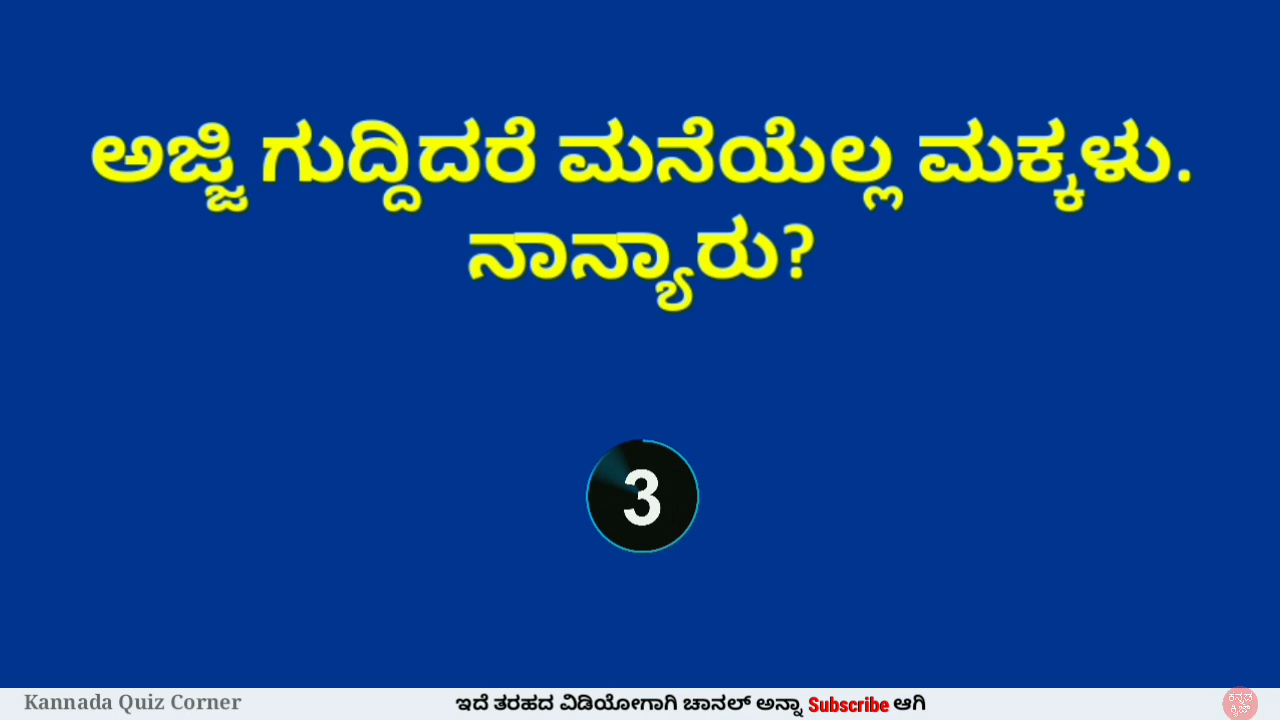 ಅಜ್ಜಿ ಗುದ್ದಿದರೆ ಮನೆಯೆಲ್ಲ ಮಕ್ಕಳು.
ನಾನ್ಯಾರು?
3
Kannada Quiz Corner
ಇದೆ ತರಹದ ವಿಡಿಯೋಗಾಗಿ ಚಾನಲ್ ಅನ್ನಾ Subscribe ಆಗಿ